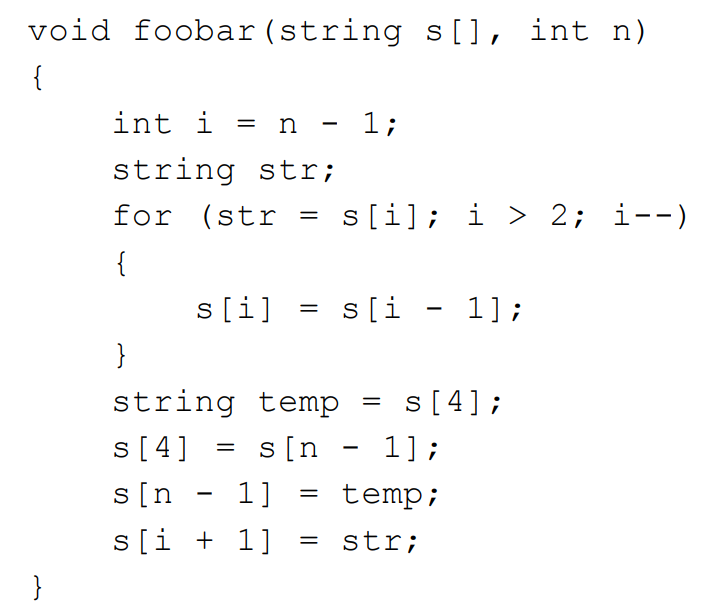 void foobar(string s[], int n)
{
    int i = n - 1;
    string str;
    for (str = s[i]; i > 2; i--)
    {
        s[i] = s[i - 1];
    }
    string temp = s[4];
    s[4] = s[n - 1];
    s[n - 1] = temp;
    s[i + 1] = str;
}